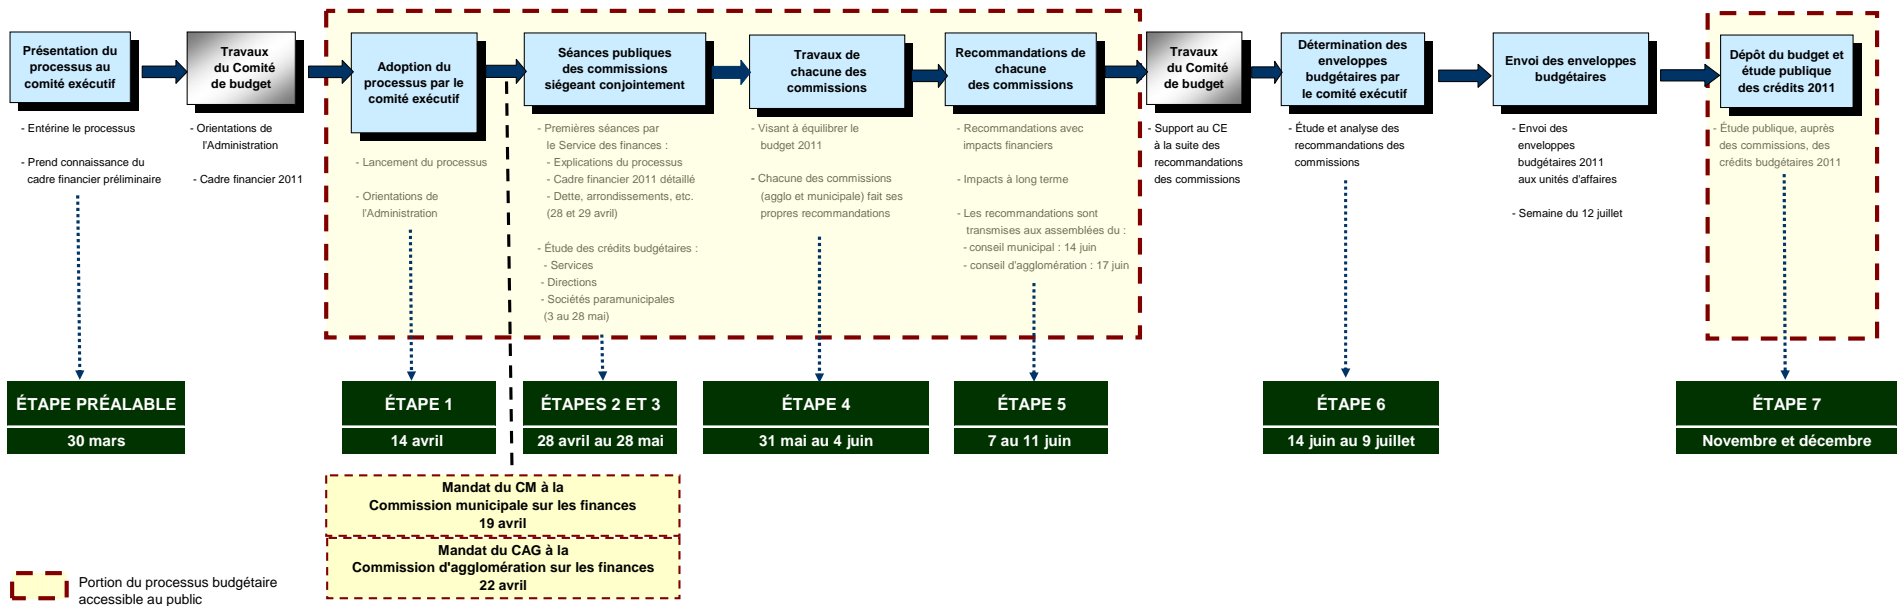 Présentation du
processus au
comité exécutif
- Entérine le processus
- Prend connaissance du
cadre financier préliminaire
Travaux
du Comité
de budget
- Orientations de
l'Administration
- Cadre financier 2011
Adoption du
processus par le
comité exécutif
- Lancement du processus
- Orientations de
l'Administration
Séances publiques
des commissions
siégeant conjointement
- Premières séances par
le Service des finances :
- Explications du processus
- Cadre financier 2011 détaillé
- Dette, arrondissements, etc.
(28 et 29 avril)
- Étude des crédits budgétaires :
- Services
- Directions
- Sociétés paramunicipales
(3 au 28 mai)
Travaux de
chacune des
commissions
- Visant à équilibrer le
budget 2011
- Chacune des commissions
(agglo et municipale) fait ses
propres recommandations
Recommandations de
chacune
des commissions
- Recommandations avec
impacts financiers
- Impacts à long terme
- Les recommandations sont
transmises aux assemblées du :
- conseil municipal : 14 juin
- conseil d'agglomération : 17 juin
Travaux
du Comité
de budget
- Support au CE
à la suite des
recommandations
des commissions
Détermination des
enveloppes
budgétaires par
le comité exécutif
- Étude et analyse des
recommandations des
commissions
Envoi des enveloppes
budgétaires
- Envoi des
enveloppes
budgétaires 2011
aux unités d'affaires
- Semaine du 12 juillet
Dépôt du budget et
étude publique
des crédits 2011
- Étude publique, auprès
des commissions, des
crédits budgétaires 2011
ÉTAPE PRÉALABLE
30 mars
ÉTAPE 1
14 avril
ÉTAPES 2 ET 3
28 avril au 28 mai
ÉTAPE 4
31 mai au 4 juin
ÉTAPE 5
7 au 11 juin
ÉTAPE 6
14 juin au 9 juillet
ÉTAPE 7
Novembre et décembre
Mandat du CM à la
Commission municipale sur les finances
19 avril
Mandat du CAG à la
Commission d'agglomération sur les finances
22 avril
Portion du processus budgétaire
accessible au public